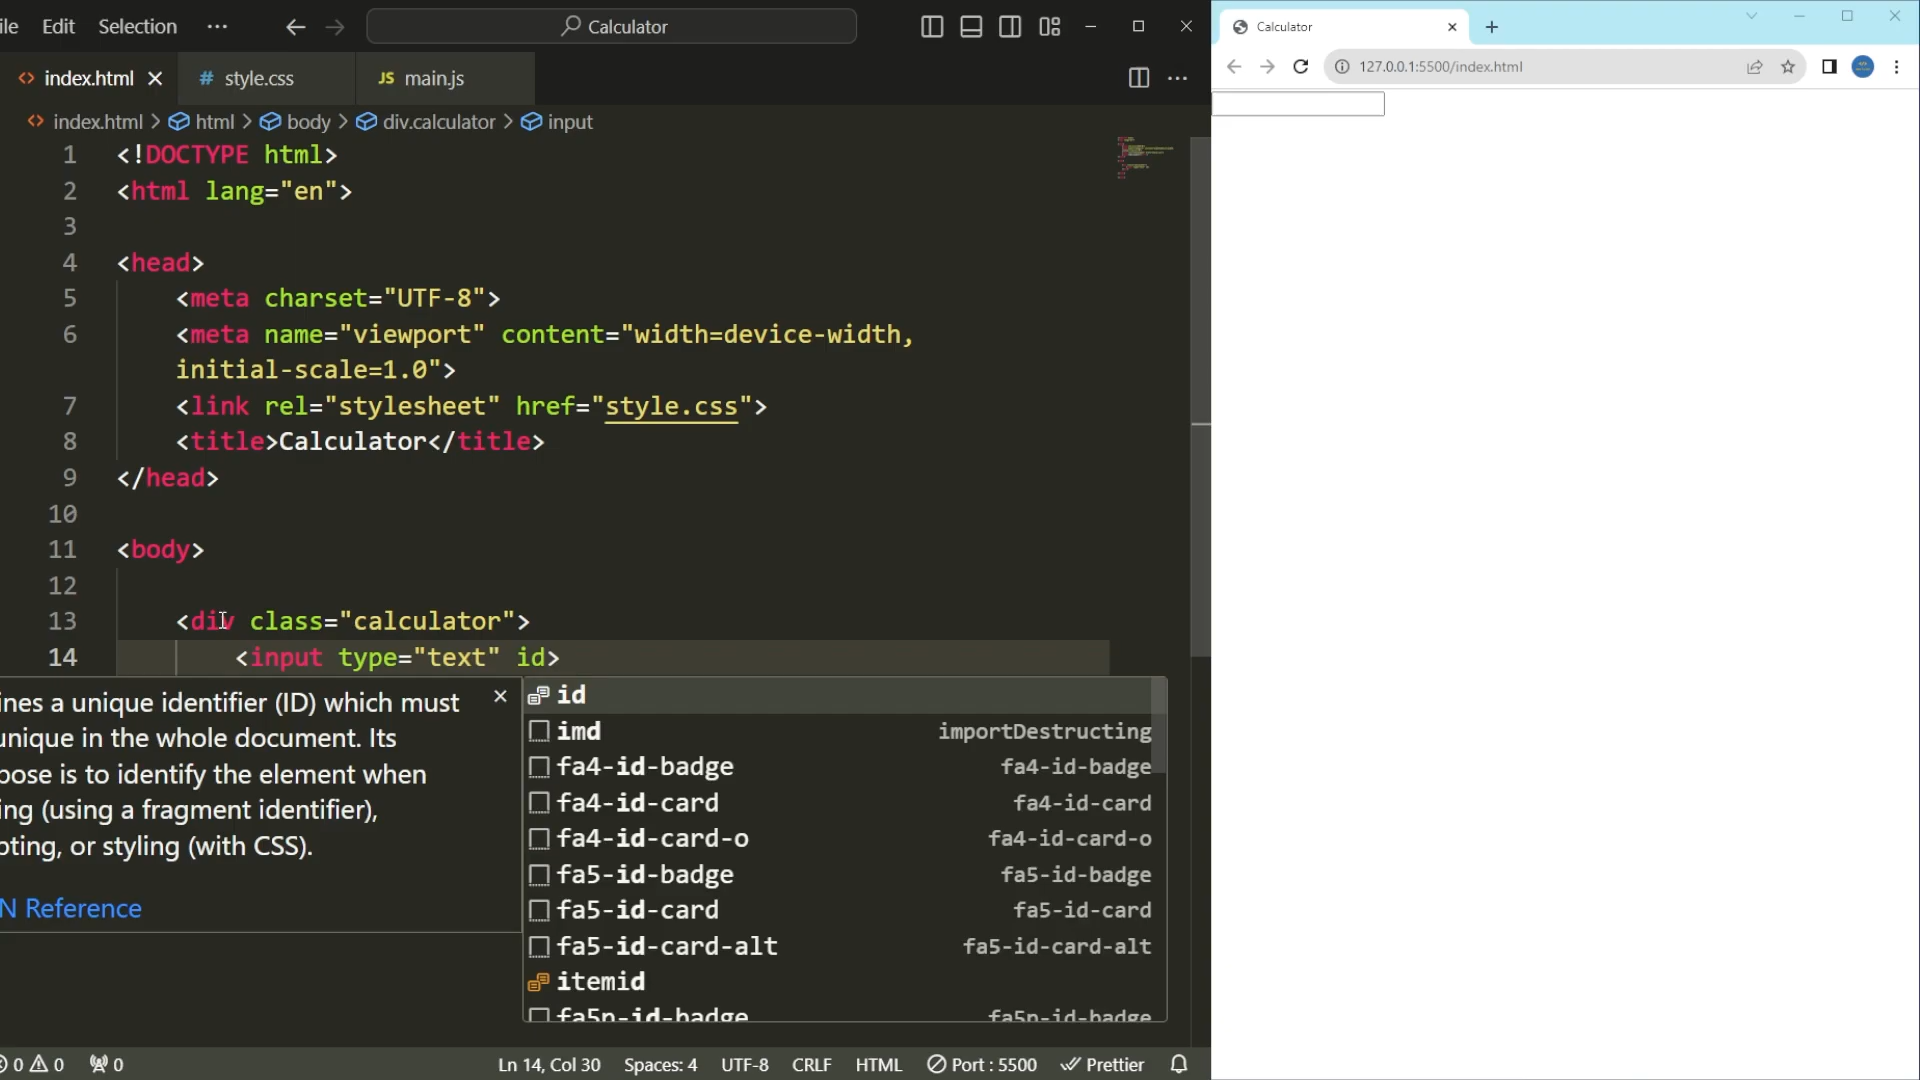 ile Edit Selection ··· Calculator
index.html style.css JS main.js
index.html > html > body > div.calculator > input
1 <!DOCTYPE html>
2 <html lang="en">
3
4 <head>
5 <meta charset="UTF-8">
6 <meta name="viewport" content="width=device-width,
initial-scale=1.0">
7 <link rel="stylesheet" href="style.css">
8 <title>Calculator</title>
9 </head>
10
11 <body>
12
13 <div class="calculator">
14 <input type="text" id>
ines a unique identifier (ID) which must
unique in the whole document. Its
pose is to identify the element when
ing (using a fragment identifier),
pting, or styling (with CSS).
N Reference
id
imd importDestructing
fa4-id-badge fa4-id-badge
fa4-id-card fa4-id-card
fa4-id-card-o fa4-id-card-o
fa5-id-badge fa5-id-badge
fa5-id-card fa5-id-card
fa5-id-card-alt fa5-id-card-alt
itemid
fa5p-id-badge fa5p-id-badge
0 0 0 Ln 14, Col 30 Spaces: 4 UTF-8 CRLF HTML Port : 5500 Prettier
Calculator
127.0.0.1:5500/index.html